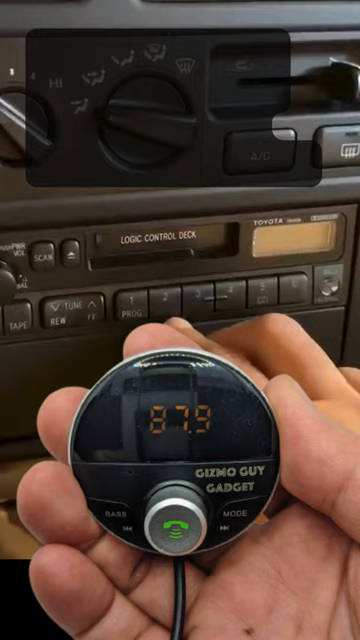 HI
A/C
PWR
VOL
SCAN
LOGIC CONTROL DECK
TOYOTA
BAL
TAPE
TUNE
REW
FF
1
2
3
4
5
6
PROG
87.9
GIZMO GUY
GADGET
BASS
MODE